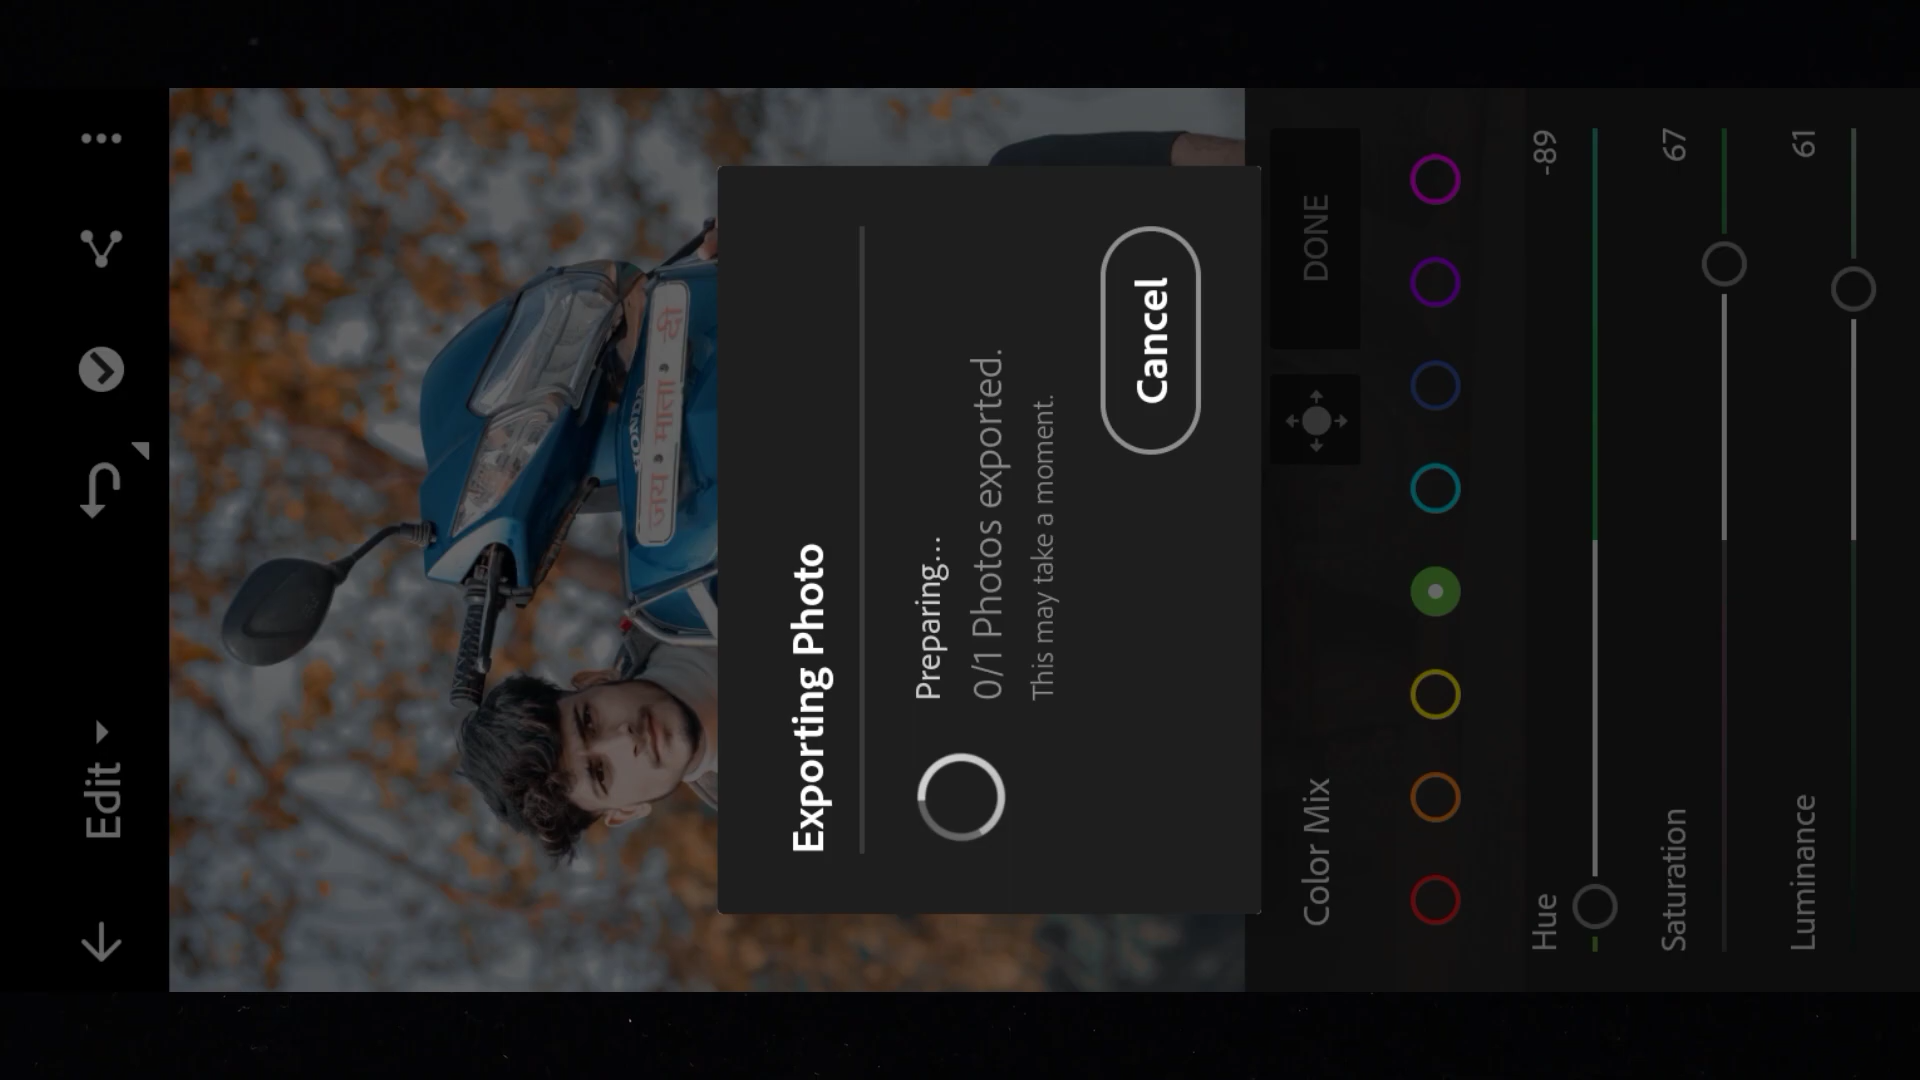 Edit
जय माता दी
HONDA
Exporting Photo
Preparing...
0/1 Photos exported.
This may take a moment.
Cancel
Color Mix
DONE
Hue
-89
Saturation
67
Luminance
61